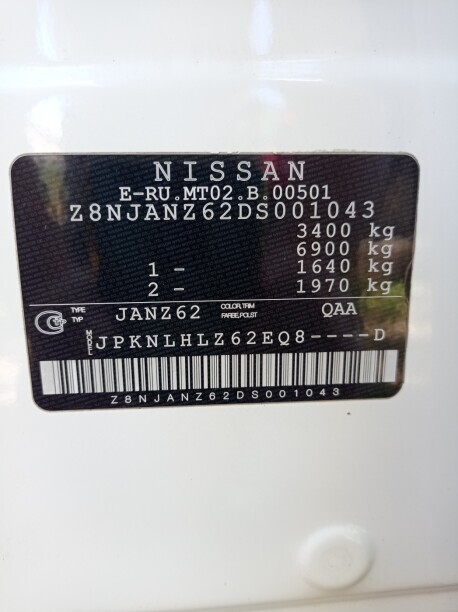 NISSAN
E-RU.MT02.B.00501
Z8NJANZ62DS001043
3400 kg
6900 kg
1 - 1640 kg
2 - 1970 kg
TYPE TYP JANZ62 COLOR,TRIM FARBE,POLST QAA
MODELE JPKNLHLZ62EQ8----D
Z8NJANZ62DS001043